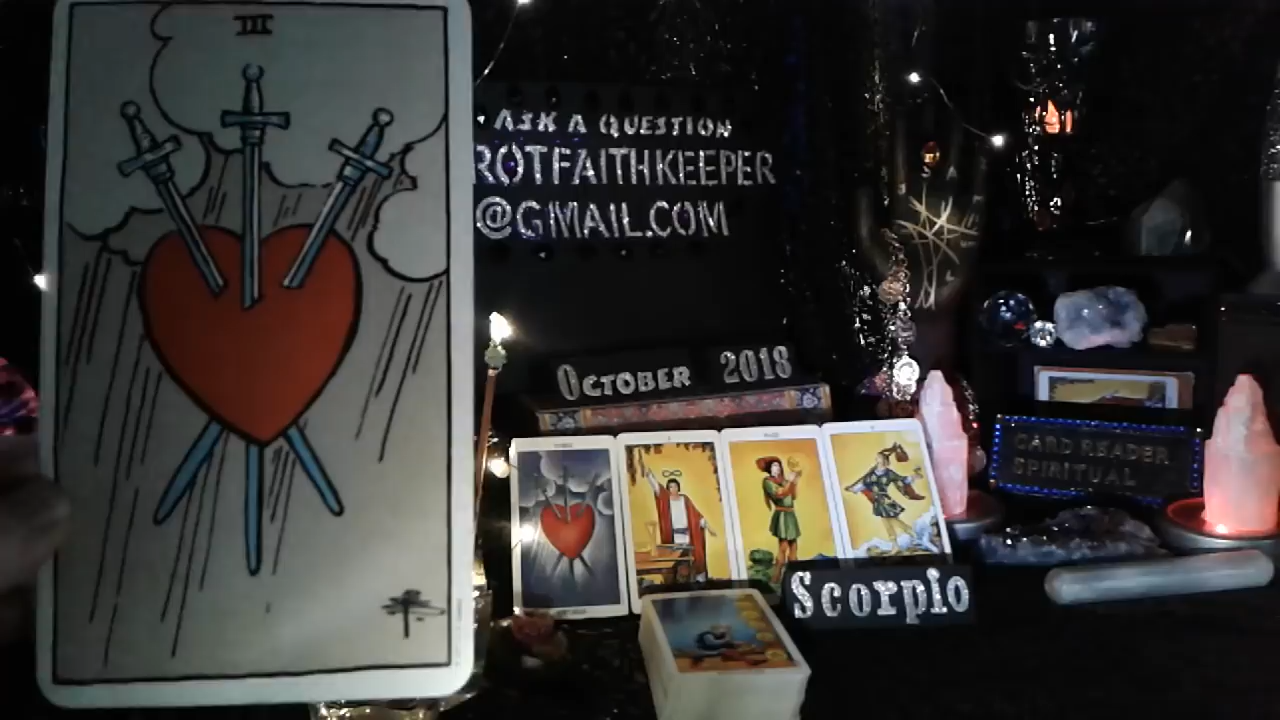 III
• ASK A QUESTION
ROTFAITHKEEPER
@GMAIL.COM
OCTOBER 2018
CARD READER
SPIRITUAL
Scorpio